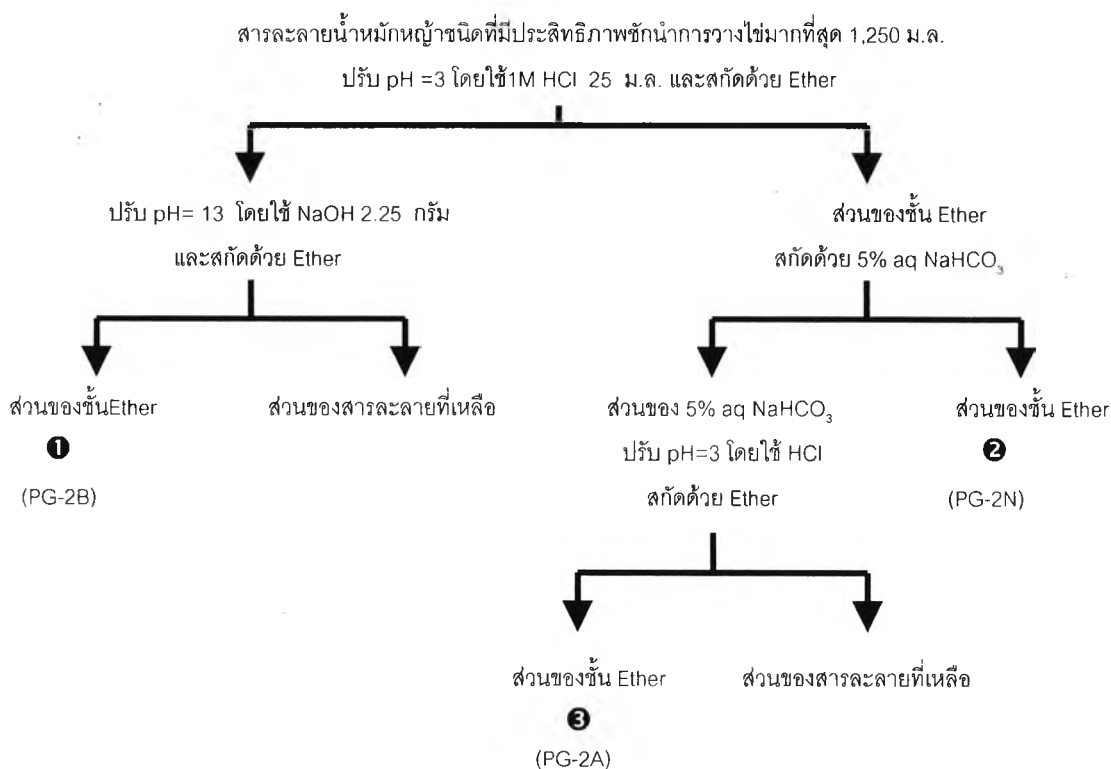 สารละลายน้ำหมักหญ้าชนิดที่มีประสิทธิภาพชักนำการวางไข่มากที่สุด 1,250 ม.ล.
ปรับ pH =3 โดยใช้1M HCl 25 ม.ล. และสกัดด้วย Ether
ปรับ pH= 13 โดยใช้ NaOH 2.25 กรัม
และสกัดด้วย Ether
ส่วนของชั้น Ether
สกัดด้วย 5% aq NaHCO₃
ส่วนของชั้นEther
❶
(PG-2B)
ส่วนของสารละลายที่เหลือ
ส่วนของ 5% aq NaHCO₃
ปรับ pH=3 โดยใช้ HCl
สกัดด้วย Ether
ส่วนของชั้น Ether
❷
(PG-2N)
ส่วนของชั้น Ether
❸
(PG-2A)
ส่วนของสารละลายที่เหลือ